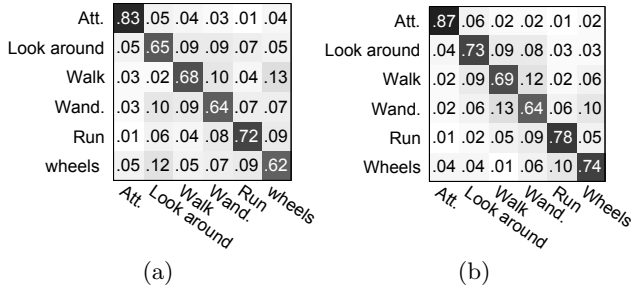 Att. .83 .05 .04 .03 .01 .04
Look around .05 .65 .09 .09 .07 .05
Walk .03 .02 .68 .10 .04 .13
Wand. .03 .10 .09 .64 .07 .07
Run .01 .06 .04 .08 .72 .09
wheels .05 .12 .05 .07 .09 .62
Att. Look around Walk Wand. Run wheels
(a)
Att. .87 .06 .02 .02 .01 .02
Look around .04 .73 .09 .08 .03 .03
Walk .02 .09 .69 .12 .02 .06
Wand. .02 .06 .13 .64 .06 .10
Run .01 .02 .05 .09 .78 .05
Wheels .04 .04 .01 .06 .10 .74
Att. Look around Walk Wand. Run Wheels
(b)